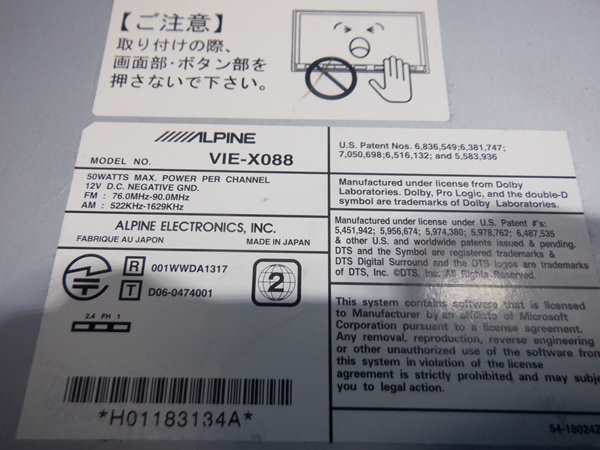 【ご注意】
取り付けの際、
画面部・ボタン部を
押さないで下さい。
ALPINE
MODEL NO. VIE-X088
50WATTS MAX. POWER PER CHANNEL
12V D.C. NEGATIVE GND.
FM : 76.0MHz-90.0MHz
AM : 522KHz-1629KHz
ALPINE ELECTRONICS, INC.
FABRIQUE AU JAPON MADE IN JAPAN
R 001WWDA1317
T D06-0474001
2
2.4 FH 1
*H01183134A*
U.S. Patent Nos. 6,836,549;6,381,747;
7,050,698;6,516,132; and 5,583,936
Manufactured under license from Dolby
Laboratories. Dolby, Pro Logic, and the double-D
symbol are trademarks of Dolby Laboratories.
Manufactured under license under U.S. Patent #'s:
5,451,942; 5,956,674; 5,974,380; 5,978,762; 6,487,535
& other U.S. and worldwide patents issued & pending.
DTS and the Symbol are registered trademarks &
DTS Digital Surround and the DTS logos are trademarks
of DTS, Inc. ©DTS, Inc. All Rights Reserved.
This system contains software that is licensed
to Manufacturer by an affiliate of Microsoft
Corporation pursuant to a license agreement.
Any removal, reproduction, reverse engineering
or other unauthorized use of the software from
this system in violation of the license
agreement is strictly prohibited and may subject
you to legal action.
54-18024Z